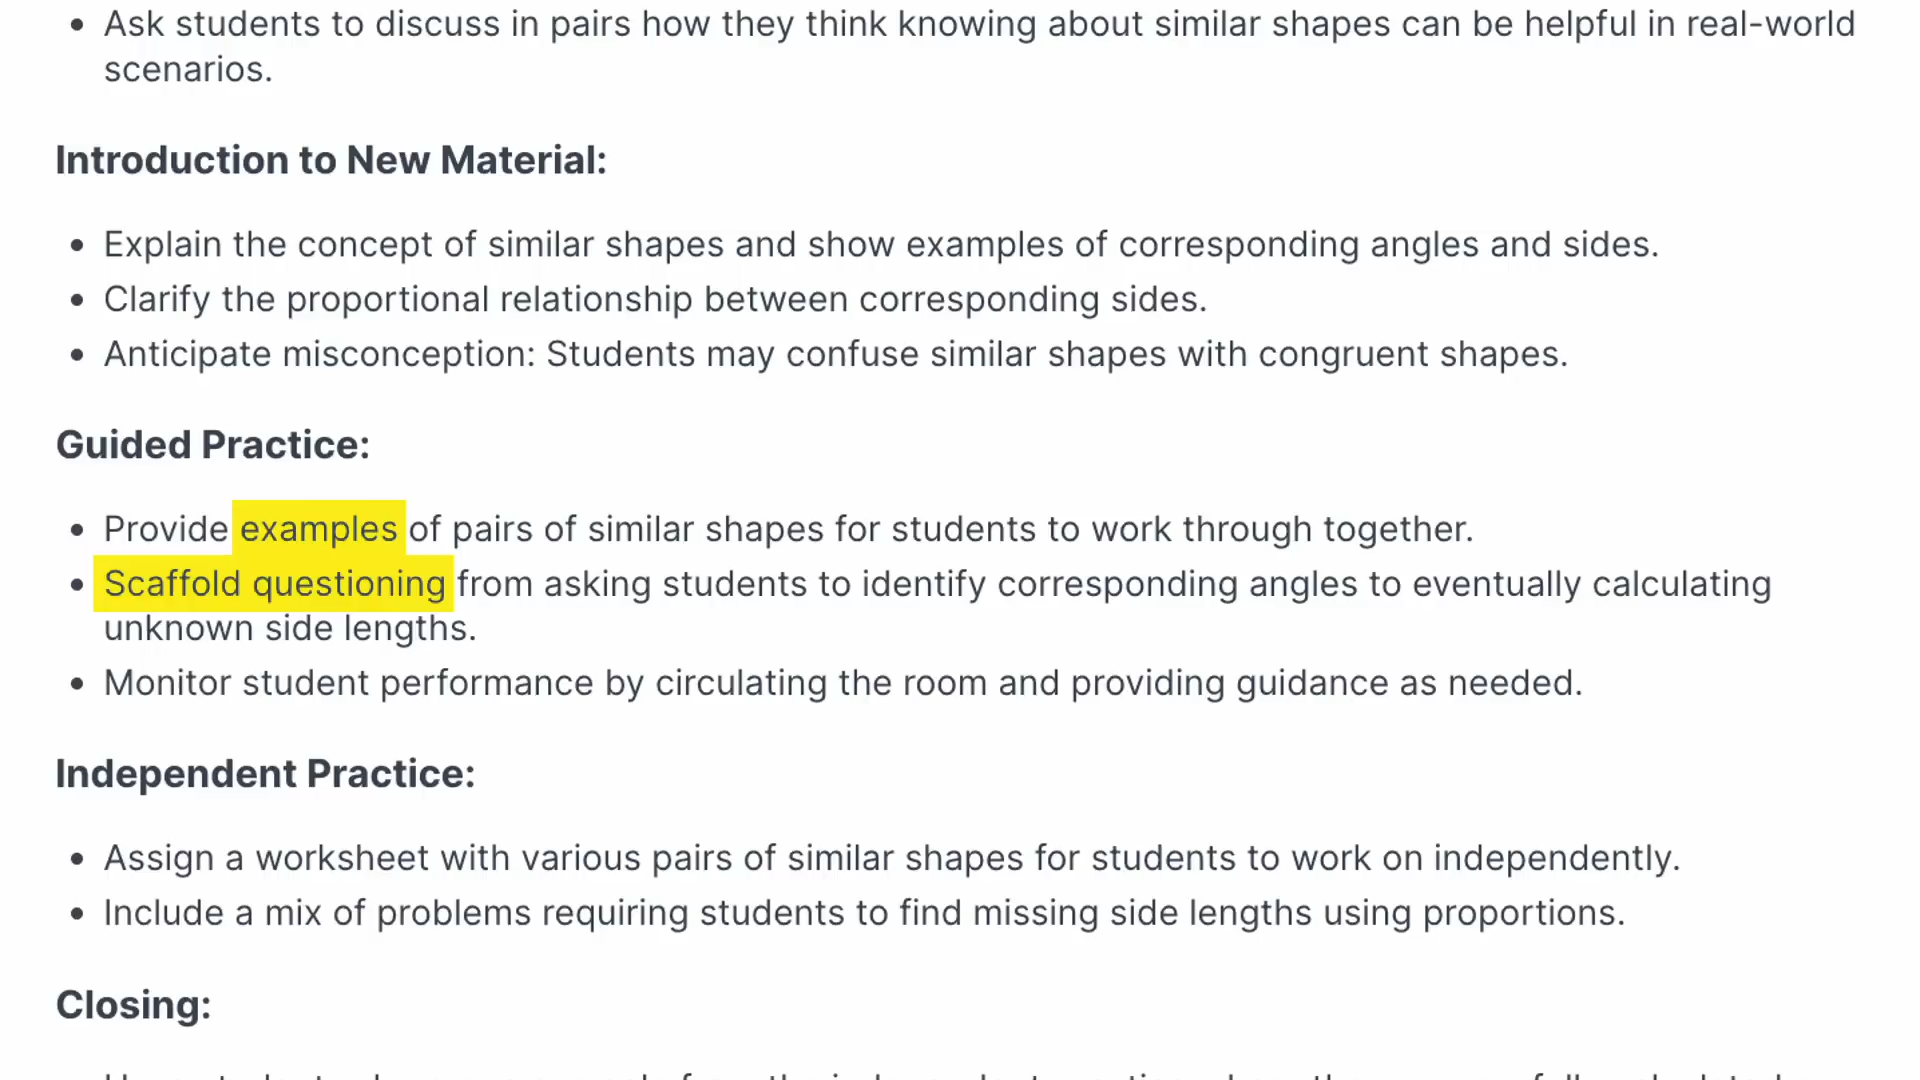 • Ask students to discuss in pairs how they think knowing about similar shapes can be helpful in real-world
scenarios.
Introduction to New Material:
• Explain the concept of similar shapes and show examples of corresponding angles and sides.
• Clarify the proportional relationship between corresponding sides.
• Anticipate misconception: Students may confuse similar shapes with congruent shapes.
Guided Practice:
• Provide examples of pairs of similar shapes for students to work through together.
• Scaffold questioning from asking students to identify corresponding angles to eventually calculating
unknown side lengths.
• Monitor student performance by circulating the room and providing guidance as needed.
Independent Practice:
• Assign a worksheet with various pairs of similar shapes for students to work on independently.
• Include a mix of problems requiring students to find missing side lengths using proportions.
Closing: